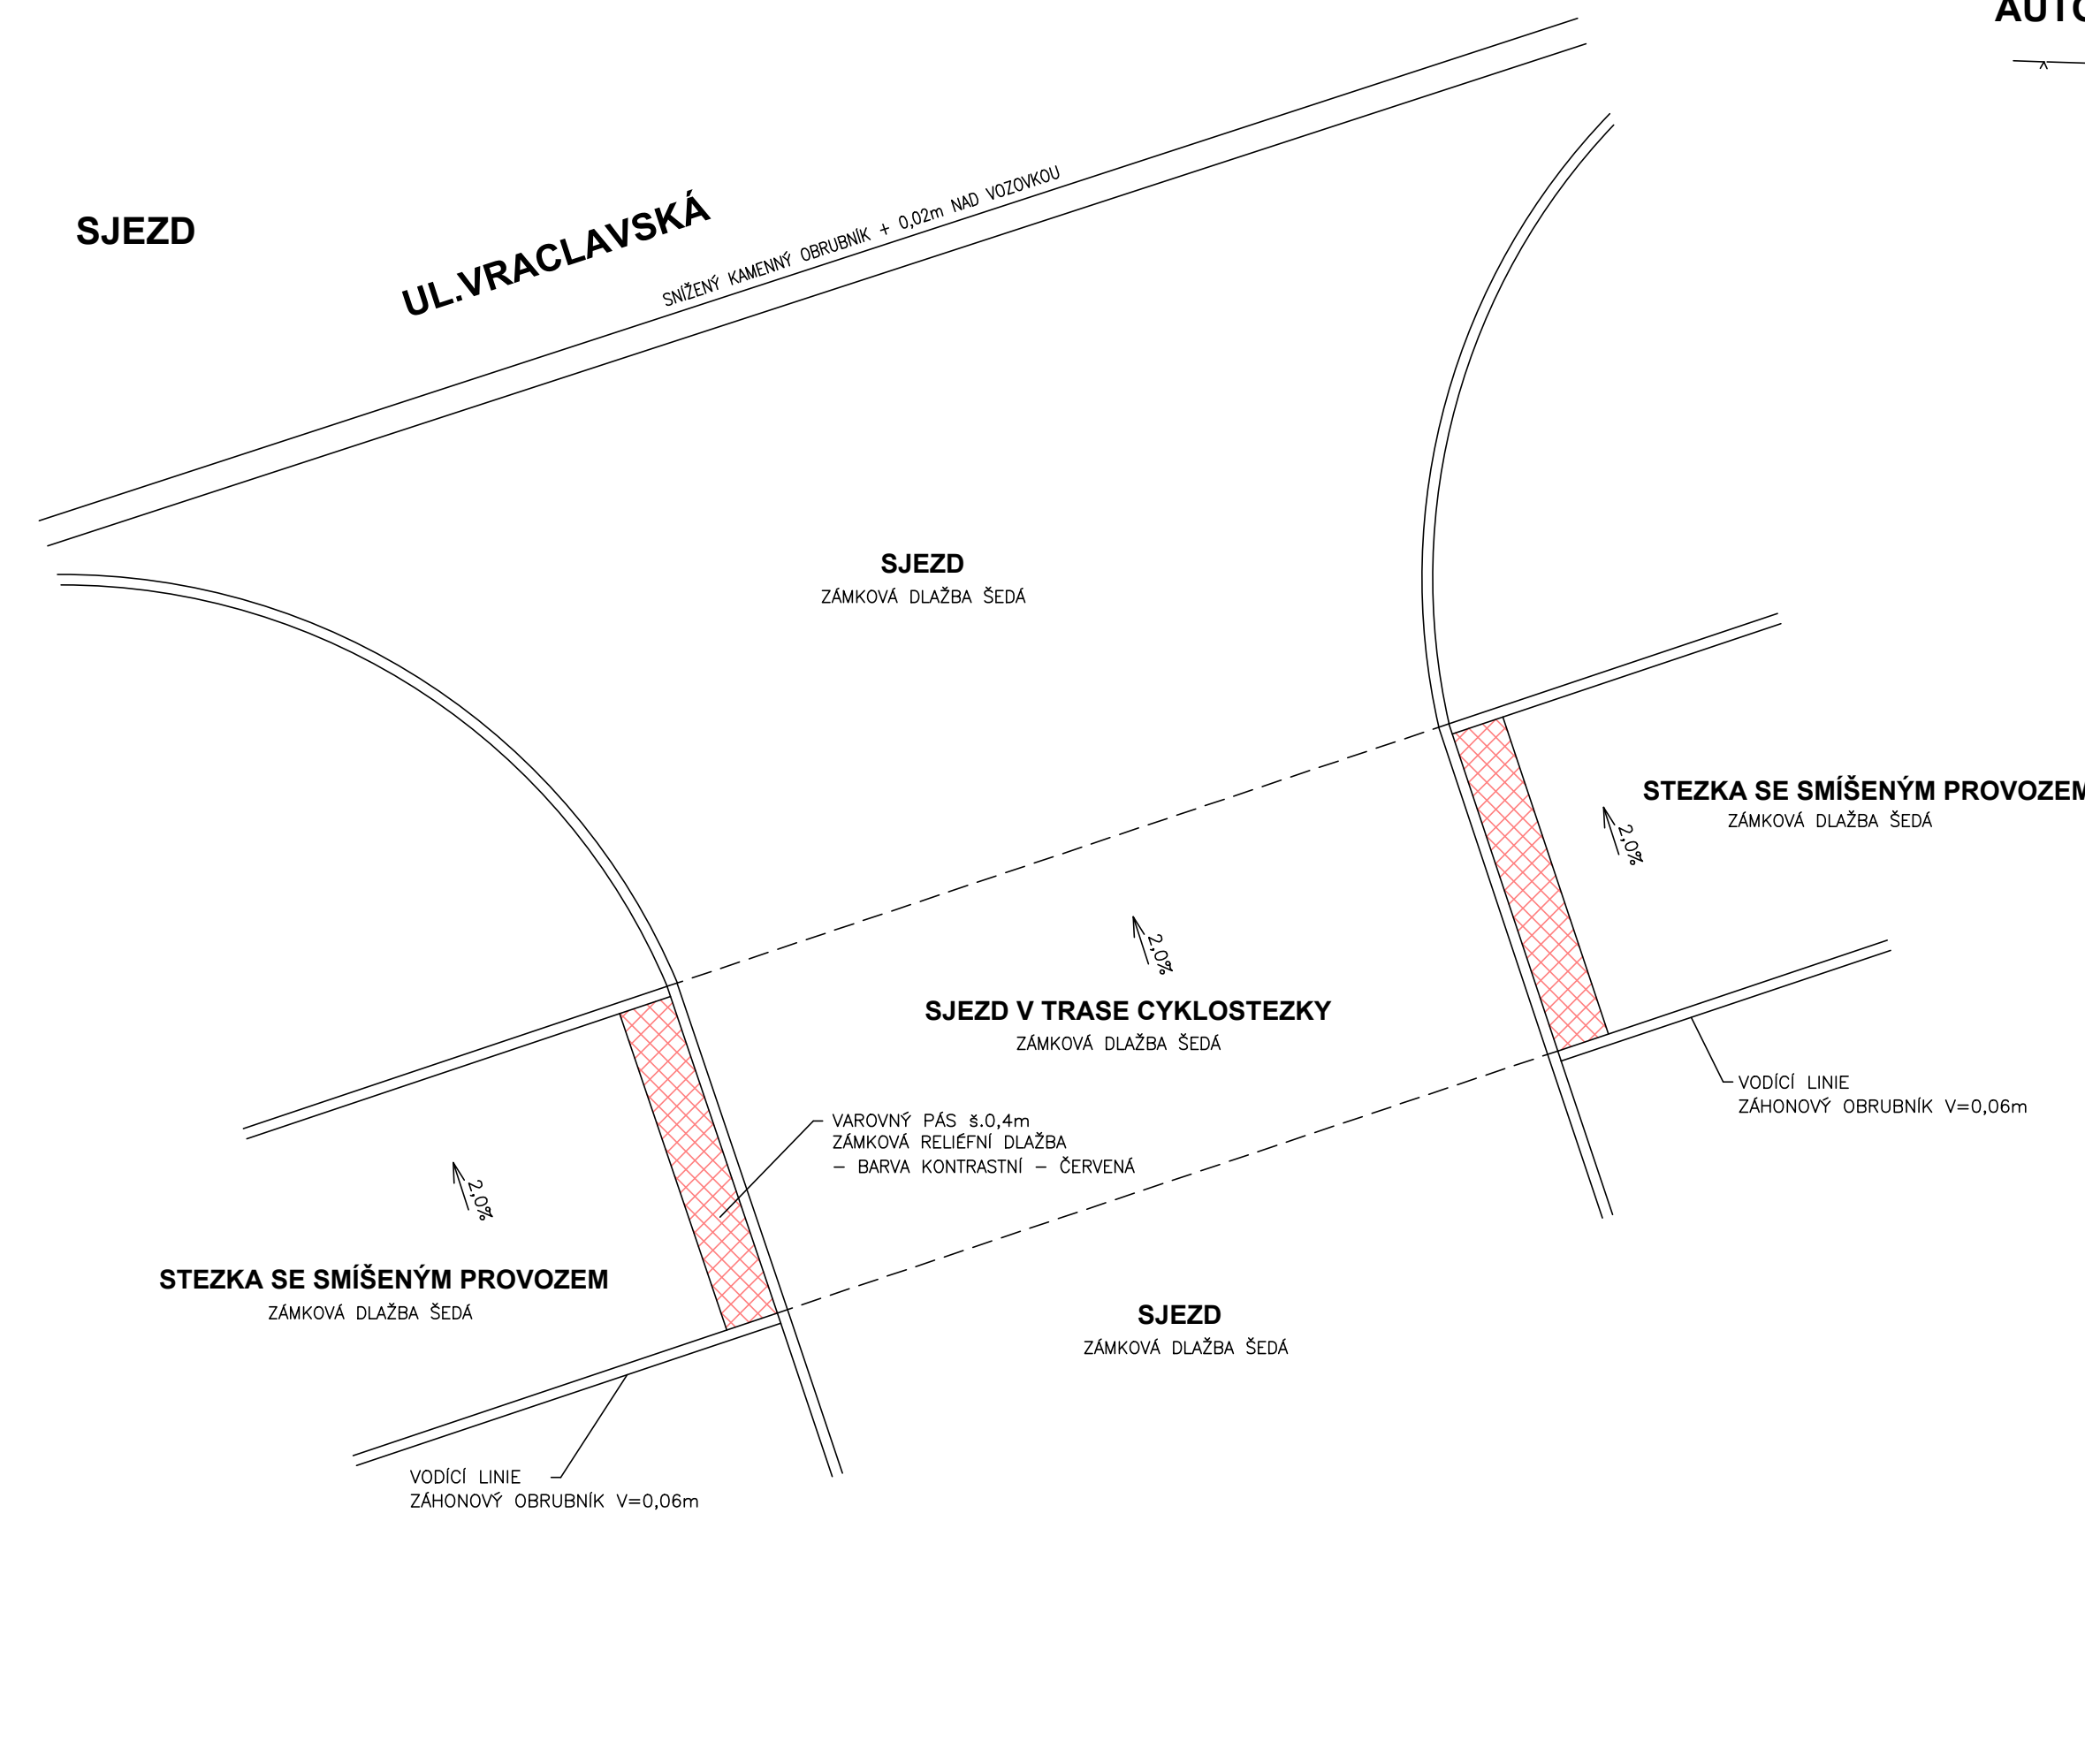 SJEZD
UL.VRACLAVSKÁ
SNÍŽENÝ KAMENNÝ OBRUBNÍK + 0,02m NAD VOZOVKOU
SJEZD
ZÁMKOVÁ DLAŽBA ŠEDÁ
STEZKA SE SMÍŠENÝM PROVOZEM
ZÁMKOVÁ DLAŽBA ŠEDÁ
2,0%
2,0%
SJEZD V TRASE CYKLOSTEZKY
ZÁMKOVÁ DLAŽBA ŠEDÁ
VODÍCÍ LINIE
ZÁHONOVÝ OBRUBNÍK V=0,06m
VAROVNÝ PÁS š.0,4m
ZÁMKOVÁ RELIÉFNÍ DLAŽBA
– BARVA KONTRASTNÍ – ČERVENÁ
2,0%
STEZKA SE SMÍŠENÝM PROVOZEM
ZÁMKOVÁ DLAŽBA ŠEDÁ
SJEZD
ZÁMKOVÁ DLAŽBA ŠEDÁ
VODÍCÍ LINIE
ZÁHONOVÝ OBRUBNÍK V=0,06m